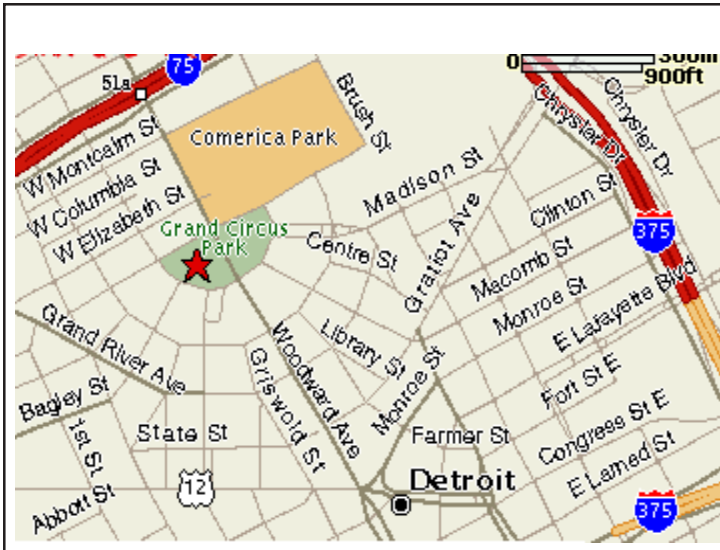 75
0
300m
900ft
51a
Brush St
Comerica Park
Chrysler Dr
Chrysler Dr
W Montcalm St
W Columbia St
W Elizabeth St
Madison St
Clinton St
375
Grand Circus
Park
Centre St
Gratiot Ave
Macomb St
Monroe St
E Lafayette Blvd
Grand River Ave
Library St
Woodward Ave
Griswold St
Monroe St
Fort St E
Bagley St
1st St
State St
Farmer St
Congress St E
E Larned St
12
Detroit
Abbott St
375